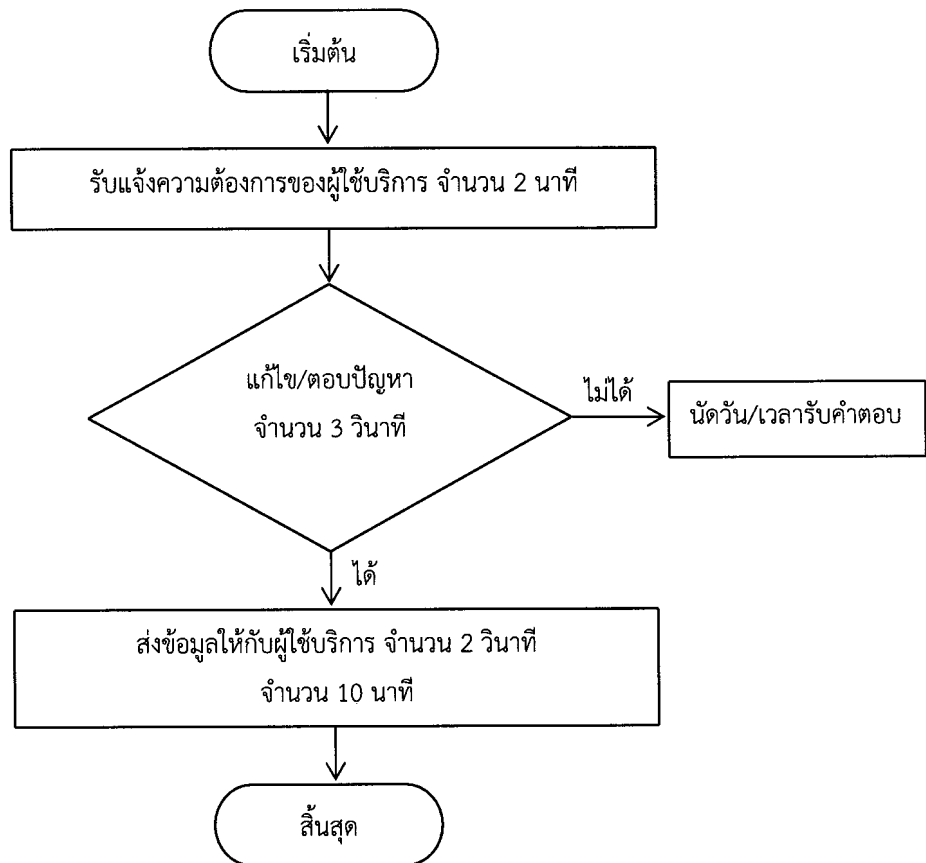 เริ่มต้น
รับแจ้งความต้องการของผู้ใช้บริการ จำนวน 2 นาที
แก้ไข/ตอบปัญหา
จำนวน 3 วินาที
ไม่ได้
นัดวัน/เวลารับคำตอบ
ได้
ส่งข้อมูลให้กับผู้ใช้บริการ จำนวน 2 วินาที
จำนวน 10 นาที
สิ้นสุด